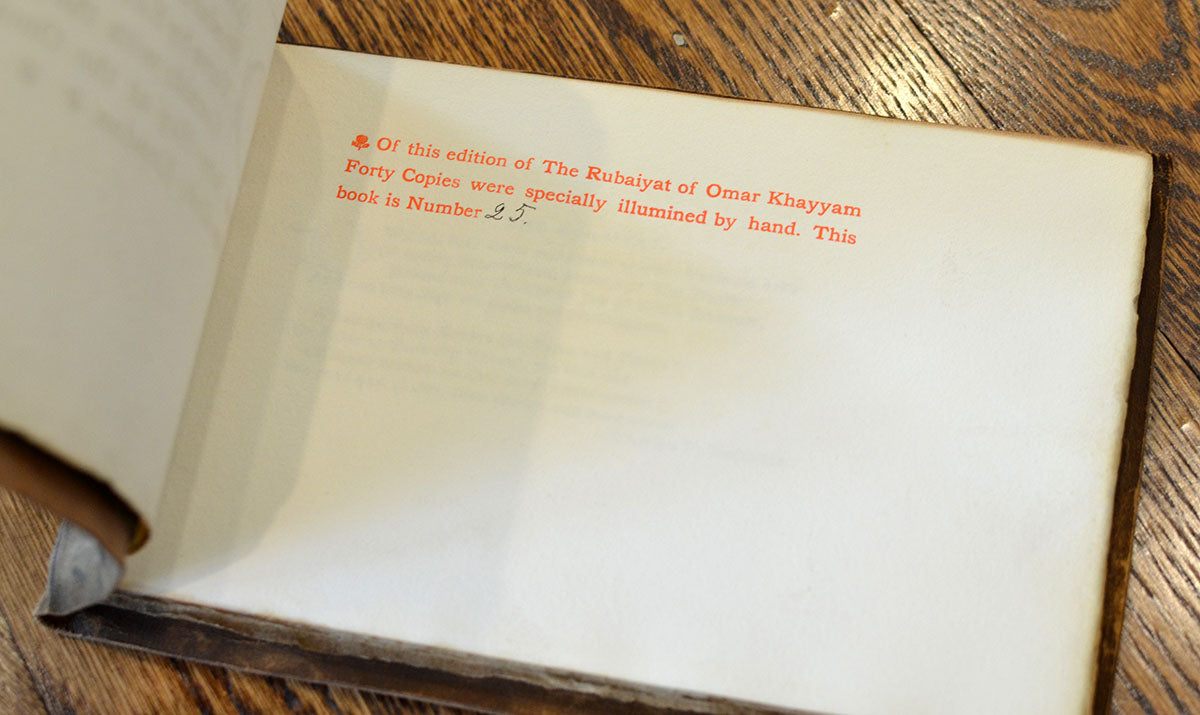 Of this edition of The Rubaiyat of Omar Khayyam
Forty Copies were specially illumined by hand. This
book is Number 25.